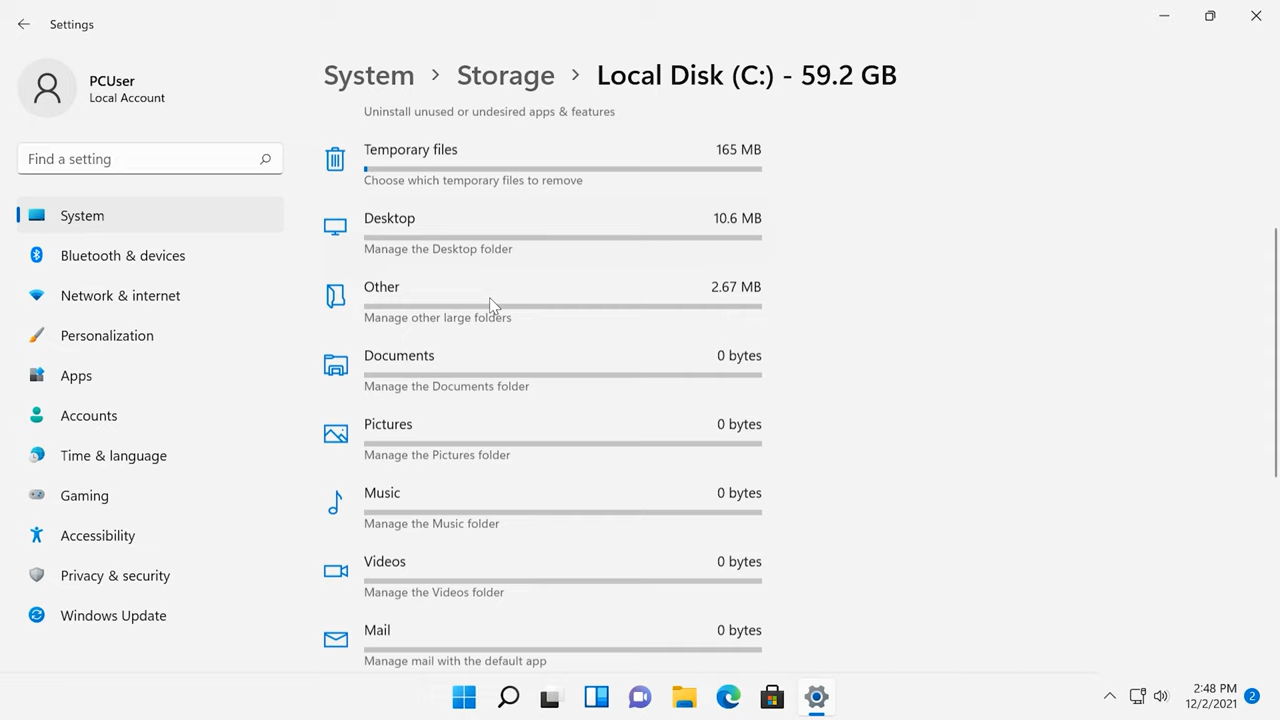 Settings
PCUser
Local Account
Find a setting
System
Bluetooth & devices
Network & internet
Personalization
Apps
Accounts
Time & language
Gaming
Accessibility
Privacy & security
Windows Update
System > Storage > Local Disk (C:) - 59.2 GB
Uninstall unused or undesired apps & features
Temporary files 165 MB
Choose which temporary files to remove
Desktop 10.6 MB
Manage the Desktop folder
Other 2.67 MB
Manage other large folders
Documents 0 bytes
Manage the Documents folder
Pictures 0 bytes
Manage the Pictures folder
Music 0 bytes
Manage the Music folder
Videos 0 bytes
Manage the Videos folder
Mail 0 bytes
Manage mail with the default app
2:48 PM
12/2/2021
2